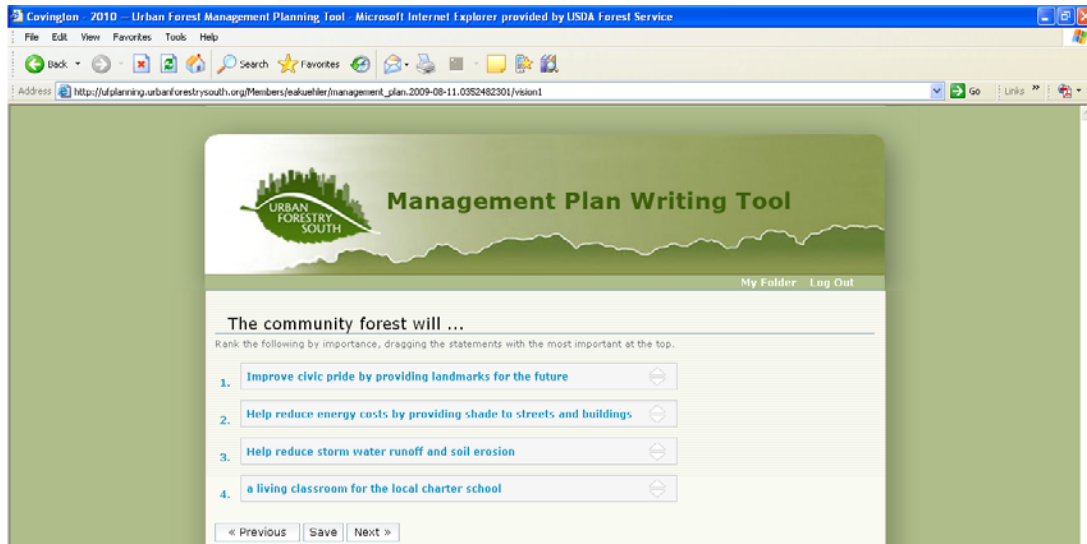 Covington - 2010 — Urban Forest Management Planning Tool - Microsoft Internet Explorer provided by USDA Forest Service
File Edit View Favorites Tools Help
Back Search Favorites
Address http://ufplanning.urbanforestrysouth.org/Members/eakuehler/management_plan.2009-08-11.0352482301/vision1 Go Links »
URBAN
FORESTRY
SOUTH
Management Plan Writing Tool
My Folder Log Out
The community forest will ...
Rank the following by importance, dragging the statements with the most important at the top.
1. Improve civic pride by providing landmarks for the future
2. Help reduce energy costs by providing shade to streets and buildings
3. Help reduce storm water runoff and soil erosion
4. a living classroom for the local charter school
« Previous Save Next »